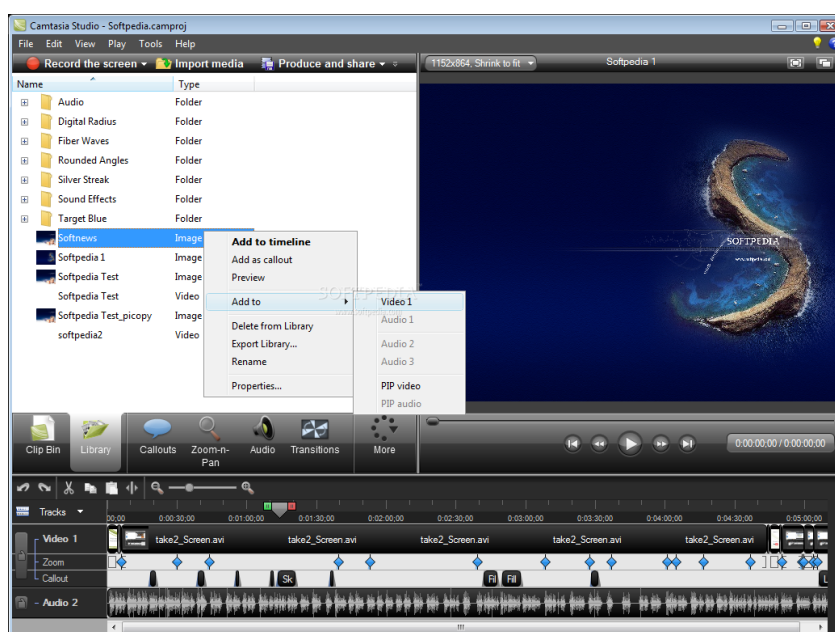 Camtasia Studio - Softpedia.camproj
File Edit View Play Tools Help
Record the screen Import media Produce and share
1152x864, Shrink to fit Softpedia 1
Name Type
Audio Folder
Digital Radius Folder
Fiber Waves Folder
Rounded Angles Folder
Silver Streak Folder
Sound Effects Folder
Target Blue Folder
Softnews Image
Softpedia 1 Image
Softpedia Test Image
Softpedia Test Video
Softpedia Test_picopy Image
softpedia2 Video
Add to timeline
Add as callout
Preview
Add to
Delete from Library
Export Library...
Rename
Properties...
Video 1
Audio 1
Audio 2
Audio 3
PIP video
PIP audio
SOFTPEDIA
SOFTPEDIA
Clip Bin Library Callouts Zoom-n-Pan Audio Transitions More
0:00:00;00 / 0:00:00;00
Tracks
00;00 0:00:30;00 0:01:00;00 0:01:30;00 0:02:00;00 0:02:30;00 0:03:00;00 0:03:30;00 0:04:00;00 0:04:30;00 0:05:00;00
Video 1 take2_Screen.avi take2_Screen.avi take2_Screen.avi take2_Screen.avi take2_Screen.avi
Zoom
Callout Sk Fil Fill L
Audio 2